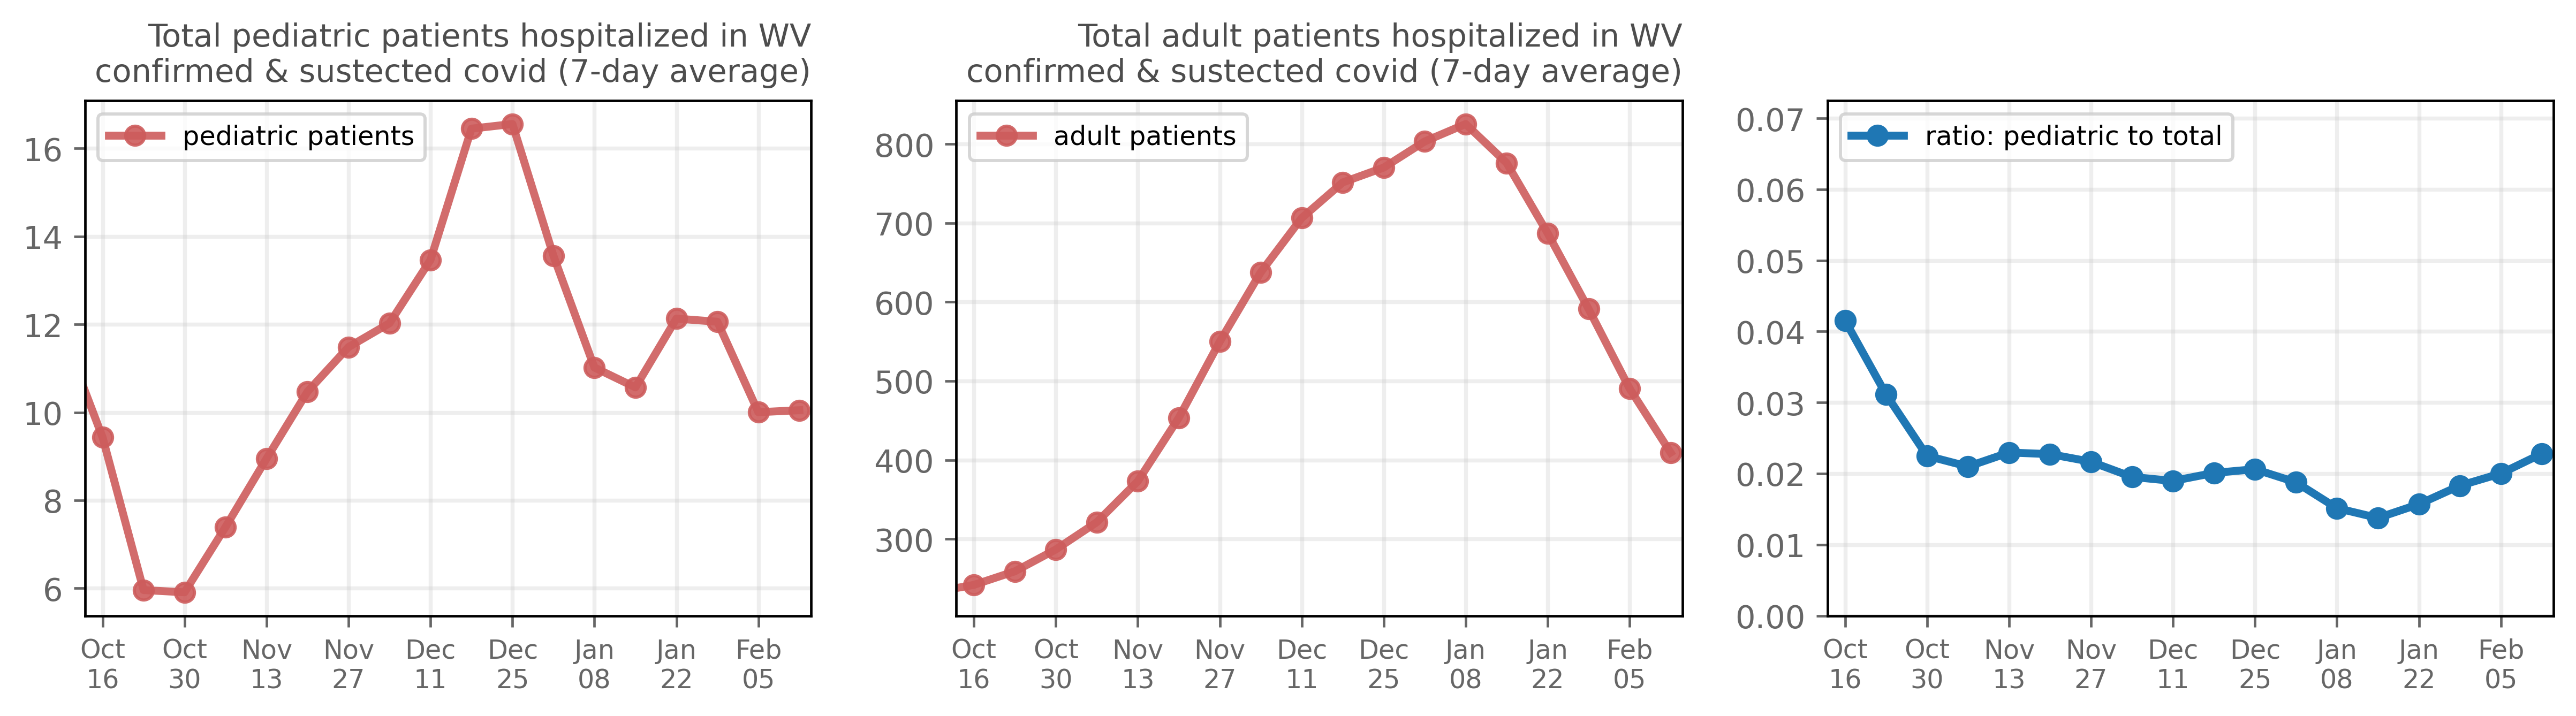 Total pediatric patients hospitalized in WV
confirmed & sustected covid (7-day average)
pediatric patients
16
14
12
10
8
6
Oct Oct Nov Nov Dec Dec Jan Jan Feb
16 30 13 27 11 25 08 22 05
Total adult patients hospitalized in WV
confirmed & sustected covid (7-day average)
adult patients
800
700
600
500
400
300
Oct Oct Nov Nov Dec Dec Jan Jan Feb
16 30 13 27 11 25 08 22 05
ratio: pediatric to total
0.07
0.06
0.05
0.04
0.03
0.02
0.01
0.00
Oct Oct Nov Nov Dec Dec Jan Jan Feb
16 30 13 27 11 25 08 22 05